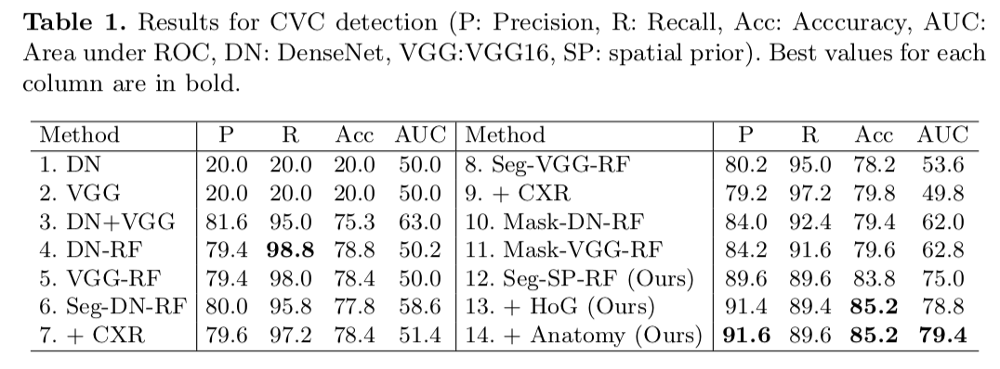 Table 1. Results for CVC detection (P: Precision, R: Recall, Acc: Acccuracy, AUC:
Area under ROC, DN: DenseNet, VGG:VGG16, SP: spatial prior). Best values for each
column are in bold.
Method P R Acc AUC Method P R Acc AUC
1. DN 20.0 20.0 20.0 50.0 8. Seg-VGG-RF 80.2 95.0 78.2 53.6
2. VGG 20.0 20.0 20.0 50.0 9. + CXR 79.2 97.2 79.8 49.8
3. DN+VGG 81.6 95.0 75.3 63.0 10. Mask-DN-RF 84.0 92.4 79.4 62.0
4. DN-RF 79.4 98.8 78.8 50.2 11. Mask-VGG-RF 84.2 91.6 79.6 62.8
5. VGG-RF 79.4 98.0 78.4 50.0 12. Seg-SP-RF (Ours) 89.6 89.6 83.8 75.0
6. Seg-DN-RF 80.0 95.8 77.8 58.6 13. + HoG (Ours) 91.4 89.4 85.2 78.8
7. + CXR 79.6 97.2 78.4 51.4 14. + Anatomy (Ours) 91.6 89.6 85.2 79.4